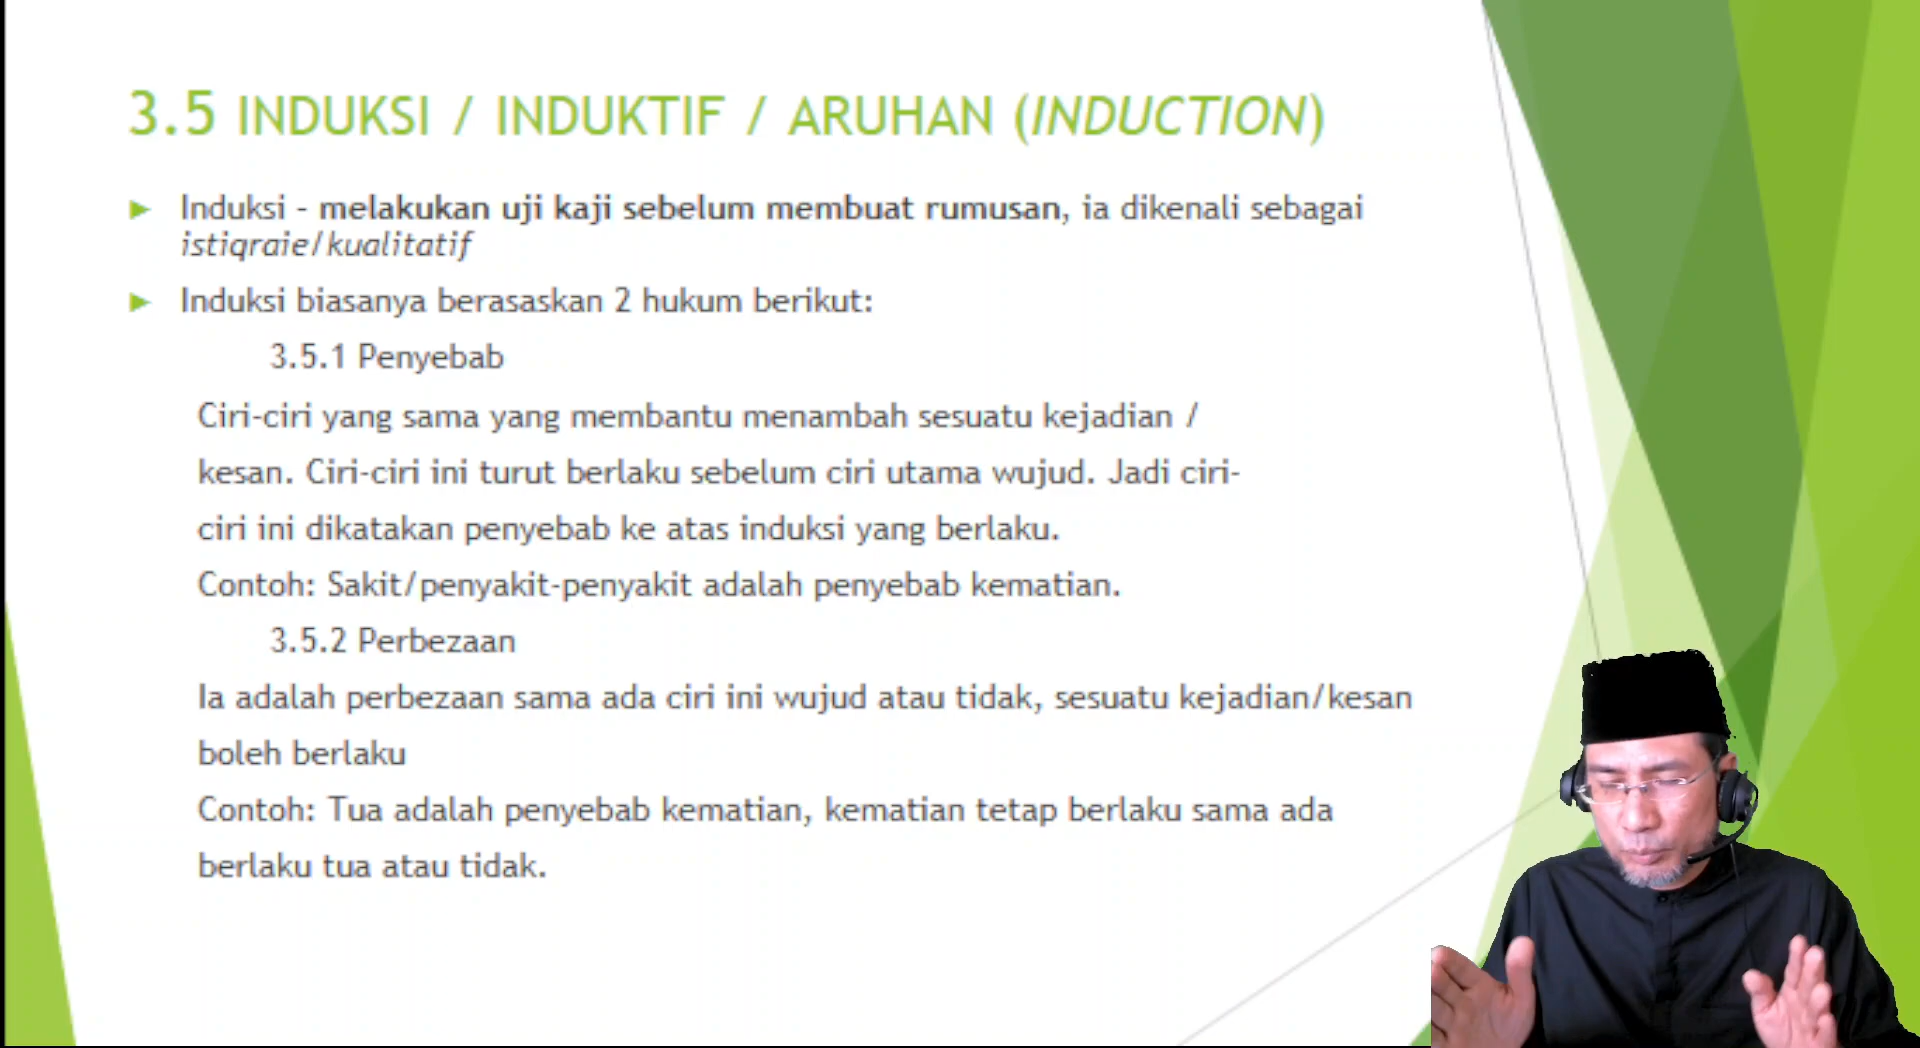 3.5 INDUKSI / INDUKTIF / ARUHAN (INDUCTION)
Induksi - melakukan uji kaji sebelum membuat rumusan, ia dikenali sebagai
istiqraie/kualitatif
Induksi biasanya berasaskan 2 hukum berikut:
3.5.1 Penyebab
Ciri-ciri yang sama yang membantu menambah sesuatu kejadian /
kesan. Ciri-ciri ini turut berlaku sebelum ciri utama wujud. Jadi ciri-
ciri ini dikatakan penyebab ke atas induksi yang berlaku.
Contoh: Sakit/penyakit-penyakit adalah penyebab kematian.
3.5.2 Perbezaan
Ia adalah perbezaan sama ada ciri ini wujud atau tidak, sesuatu kejadian/kesan
boleh berlaku
Contoh: Tua adalah penyebab kematian, kematian tetap berlaku sama ada
berlaku tua atau tidak.